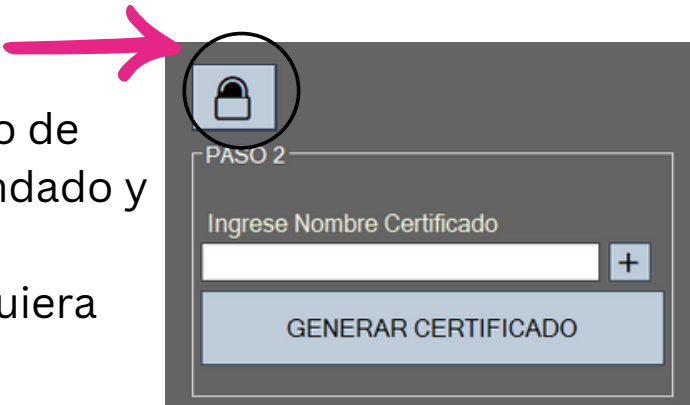 o de
ndado y
uiera
PASO 2
Ingrese Nombre Certificado
+
GENERAR CERTIFICADO